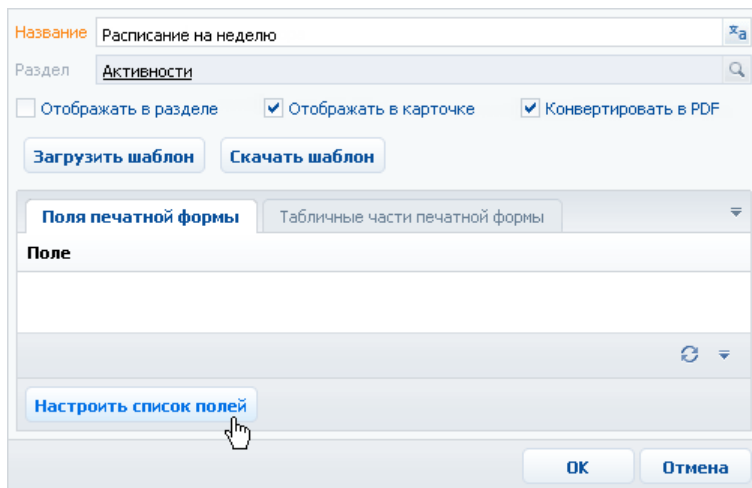 Название Расписание на неделю
Раздел Активности
Отображать в разделе Отображать в карточке Конвертировать в PDF
Загрузить шаблон Скачать шаблон
Поля печатной формы Табличные части печатной формы
Поле
Настроить список полей
ОК Отмена